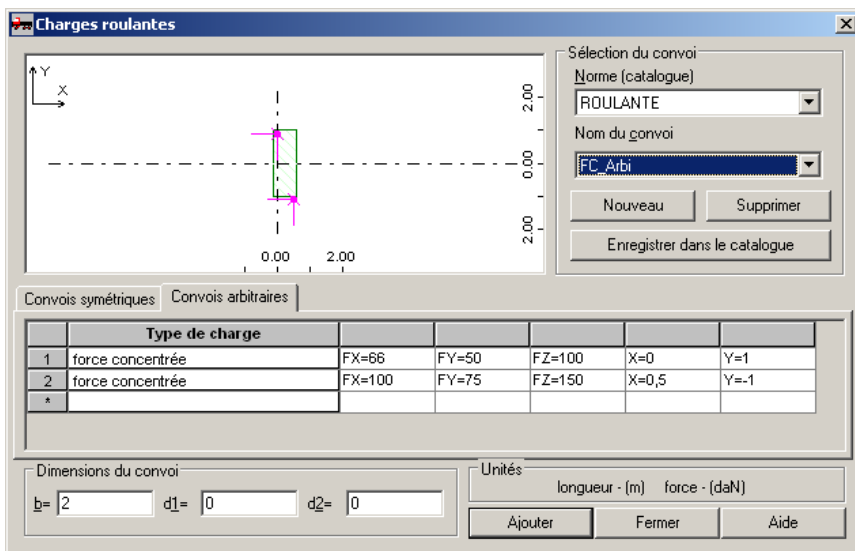 Charges roulantes
Y
X
2.00
0.00
2.00
0.00 2.00
Sélection du convoi
Norme (catalogue)
ROULANTE
Nom du convoi
FC_Arbi
Nouveau Supprimer
Enregistrer dans le catalogue
Convois symétriques Convois arbitraires
Type de charge
1 force concentrée FX=66 FY=50 FZ=100 X=0 Y=1
2 force concentrée FX=100 FY=75 FZ=150 X=0,5 Y=-1
*
Dimensions du convoi
b= 2 d1= 0 d2= 0
Unités
longueur - (m) force - (daN)
Ajouter Fermer Aide